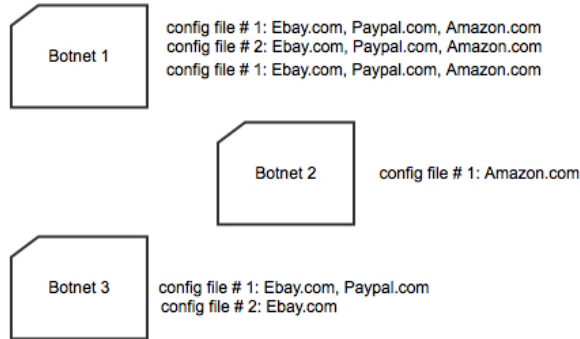 Botnet 1
config file # 1: Ebay.com, Paypal.com, Amazon.com
config file # 2: Ebay.com, Paypal.com, Amazon.com
config file # 1: Ebay.com, Paypal.com, Amazon.com
Botnet 2
config file # 1: Amazon.com
Botnet 3
config file # 1: Ebay.com, Paypal.com
config file # 2: Ebay.com